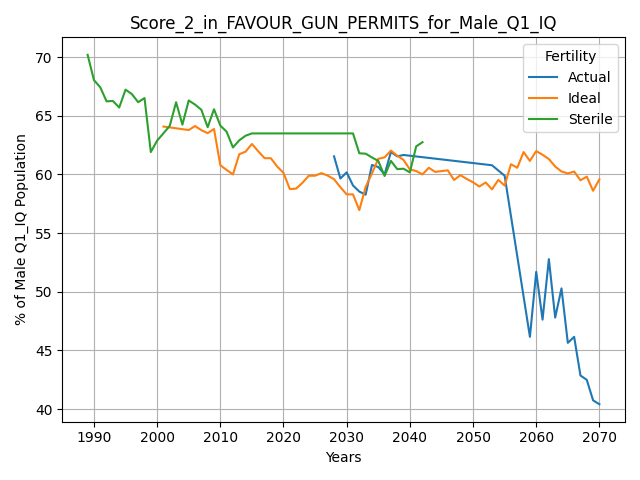 Score_2_in_FAVOUR_GUN_PERMITS_for_Male_Q1_IQ
% of Male Q1_IQ Population
70
65
60
55
50
45
40
Fertility
Actual
Ideal
Sterile
1990 2000 2010 2020 2030 2040 2050 2060 2070
Years